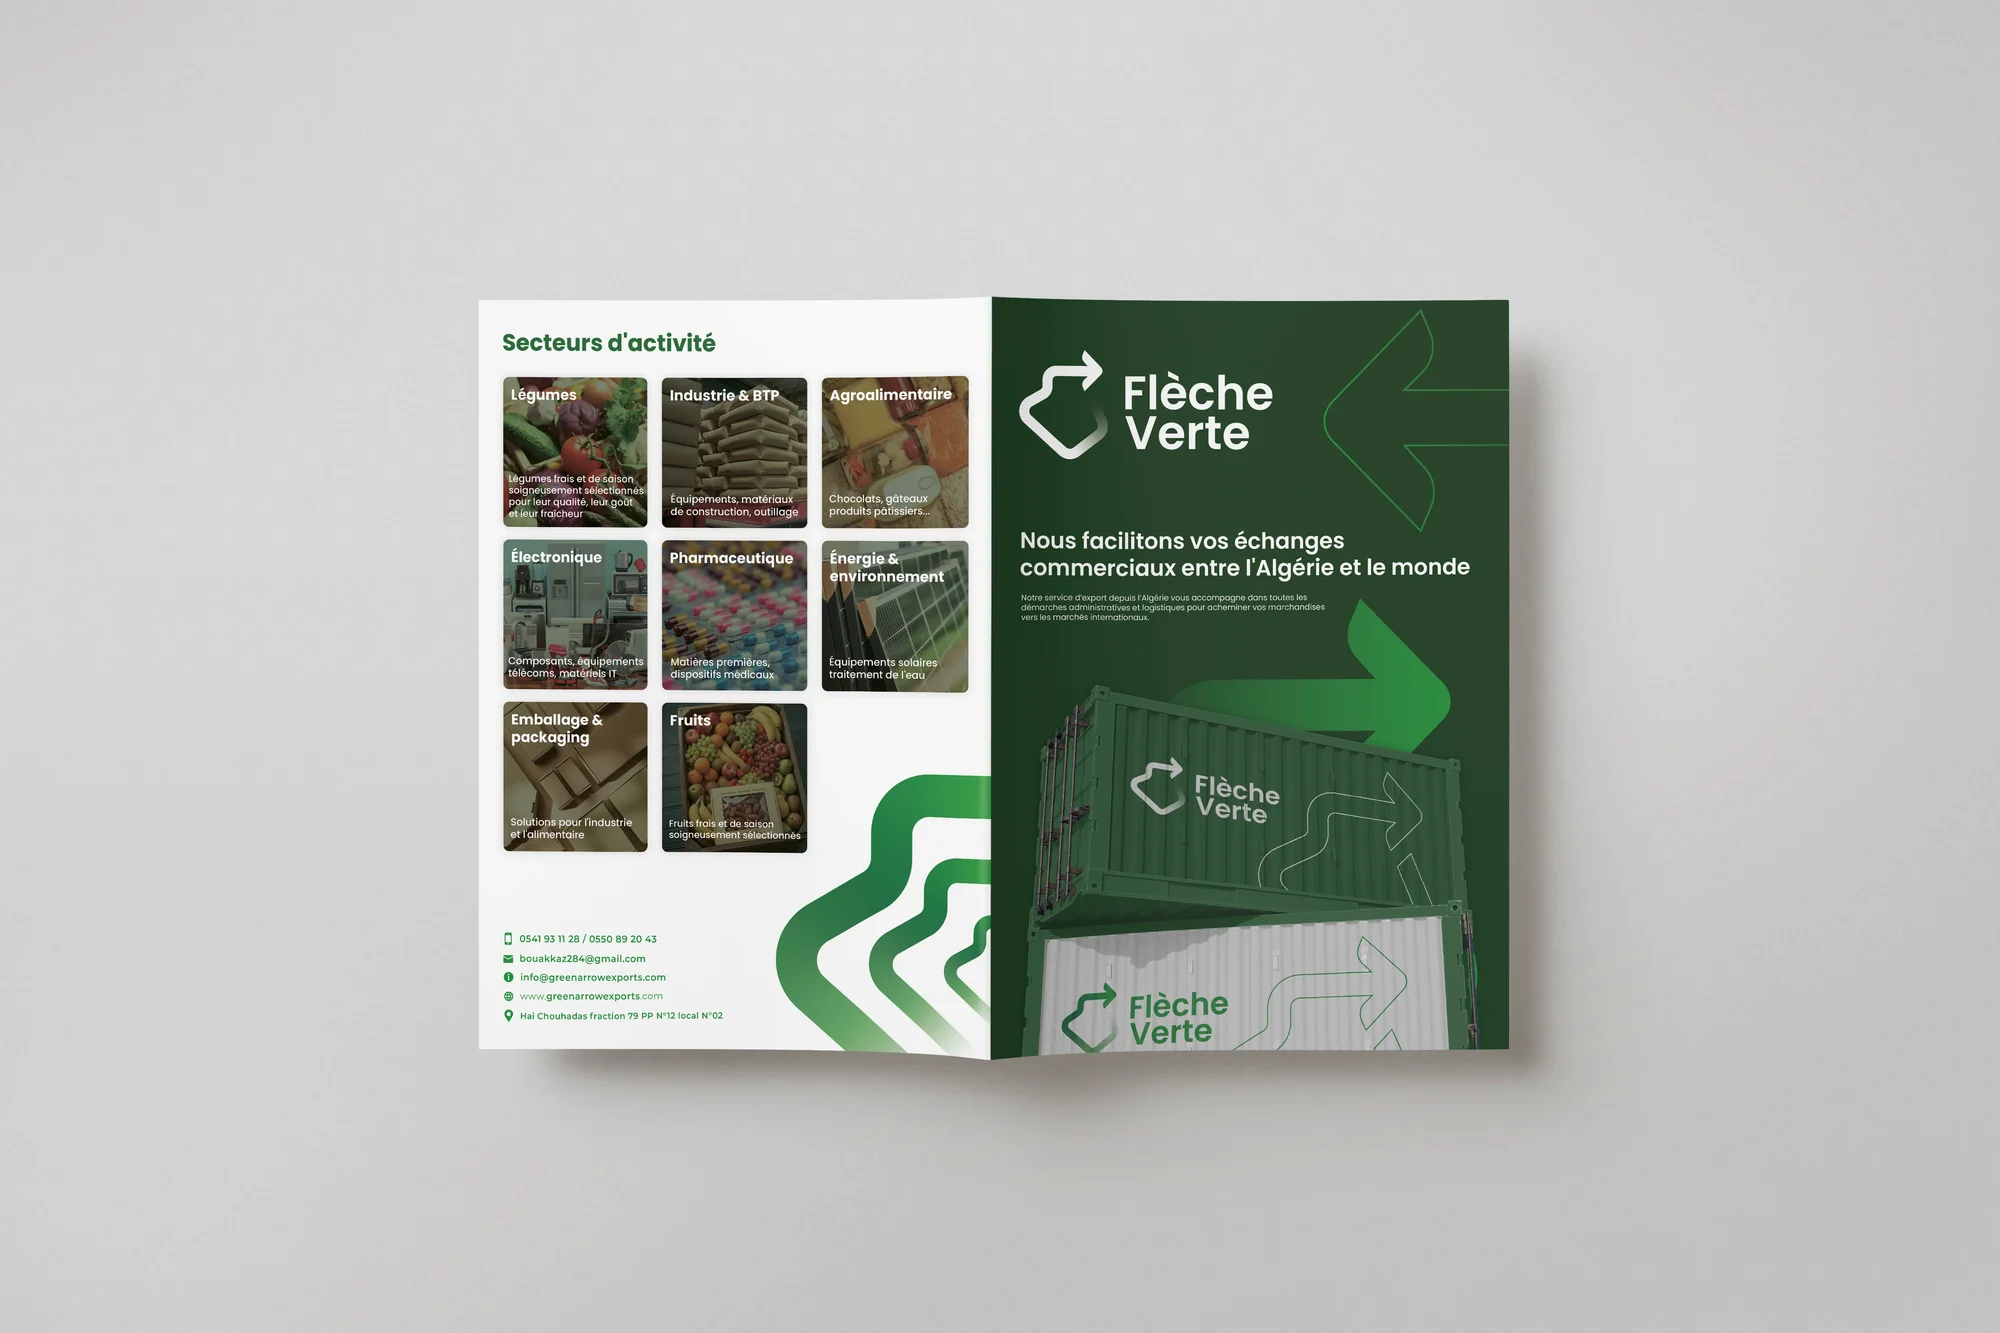 Secteurs d'activité
Légumes
Légumes frais et de saison
soigneusement sélectionnés
pour leur qualité, leur goût
et leur fraîcheur
Industrie & BTP
Équipements, matériaux
de construction, outillage
Agroalimentaire
Chocolats, gâteaux
produits pâtissiers...
Électronique
Composants, équipements
télécoms, matériels IT
Pharmaceutique
Matières premières,
dispositifs médicaux
Énergie &
environnement
Équipements solaires
traitement de l'eau
Emballage &
packaging
Solutions pour l'industrie
et l'alimentaire
Fruits
Fruits frais et de saison
soigneusement sélectionnés
0541 93 11 28 / 0550 89 20 43
bouakkaz284@gmail.com
info@greenarrowexports.com
www.greenarrowexports.com
Hai Chouhadas fraction 79 PP N°12 local N°02
Flèche
Verte
Nous facilitons vos échanges
commerciaux entre l'Algérie et le monde
Notre service d'export depuis l'Algérie vous accompagne dans toutes les
démarches administratives et logistiques pour acheminer vos marchandises
vers les marchés internationaux.
Flèche
Verte
Flèche
Verte